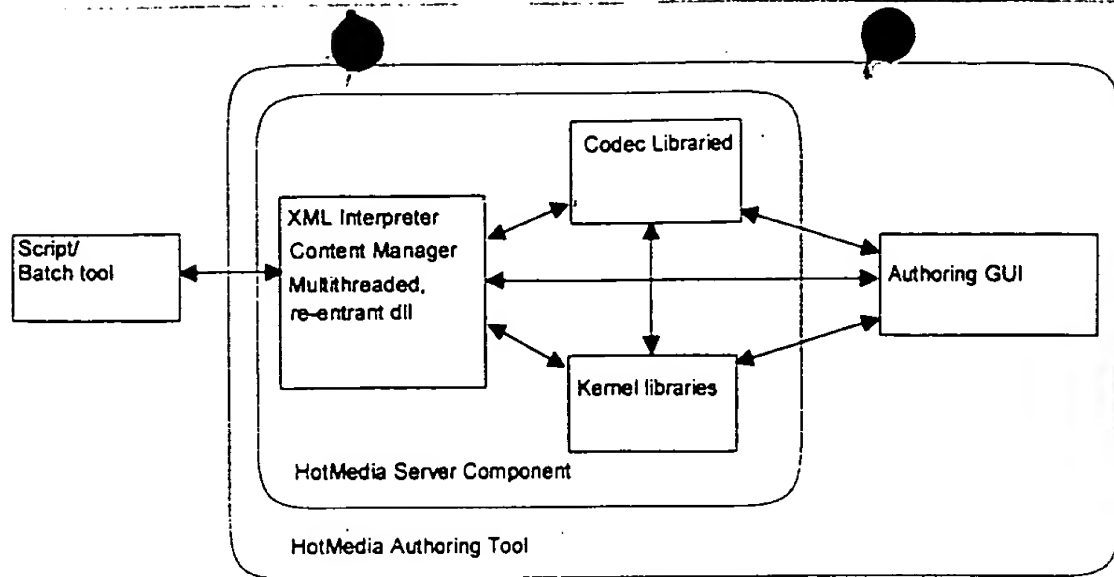 Codec Libraried
XML Interpreter
Content Manager
Multithreaded,
re-entrant dll
Script/
Batch tool
Authoring GUI
Kernel libraries
HotMedia Server Component
HotMedia Authoring Tool